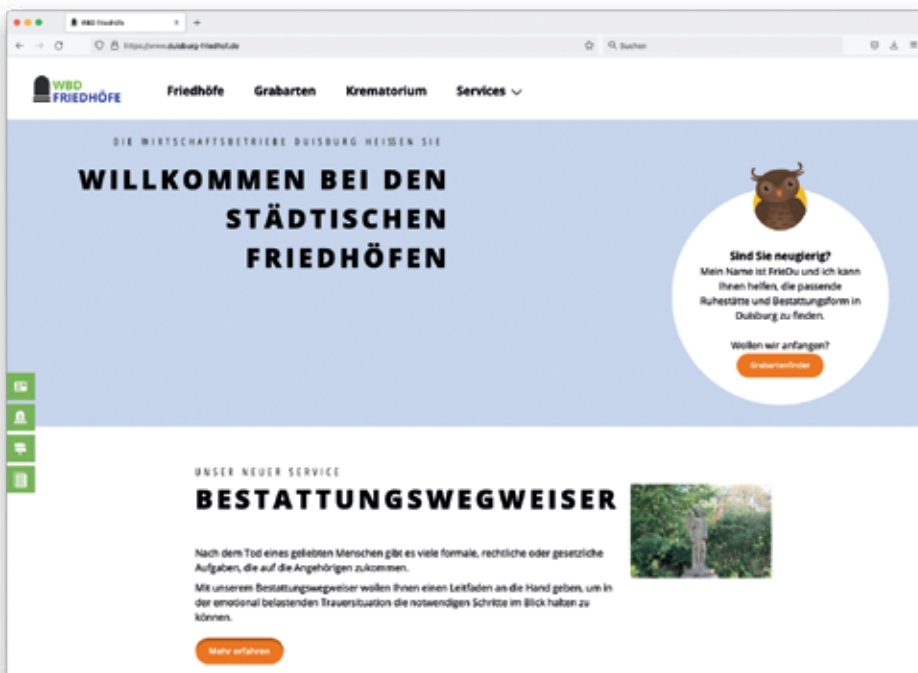 WBD Friedhöfe
https://www.duisburg-friedhof.de
Suchen
WBD
FRIEDHÖFE
Friedhöfe
Grabarten
Krematorium
Services
DIE WIRTSCHAFTSBETRIEBE DUISBURG HEISSEN SIE
WILLKOMMEN BEI DEN
STÄDTISCHEN
FRIEDHÖFEN
Sind Sie neugierig?
Mein Name ist FrieDu und ich kann
Ihnen helfen, die passende
Ruhestätte und Bestattungsform in
Duisburg zu finden.
Wollen wir anfangen?
Grabartenfinder
UNSER NEUER SERVICE
BESTATTUNGSWEGWEISER
Nach dem Tod eines geliebten Menschen gibt es viele formale, rechtliche oder gesetzliche
Aufgaben, die auf die Angehörigen zukommen.
Mit unserem Bestattungswegweiser wollen Ihnen einen Leitfaden an die Hand geben, um in
der emotional belastenden Trauersituation die notwendigen Schritte im Blick halten zu
können.
Mehr erfahren